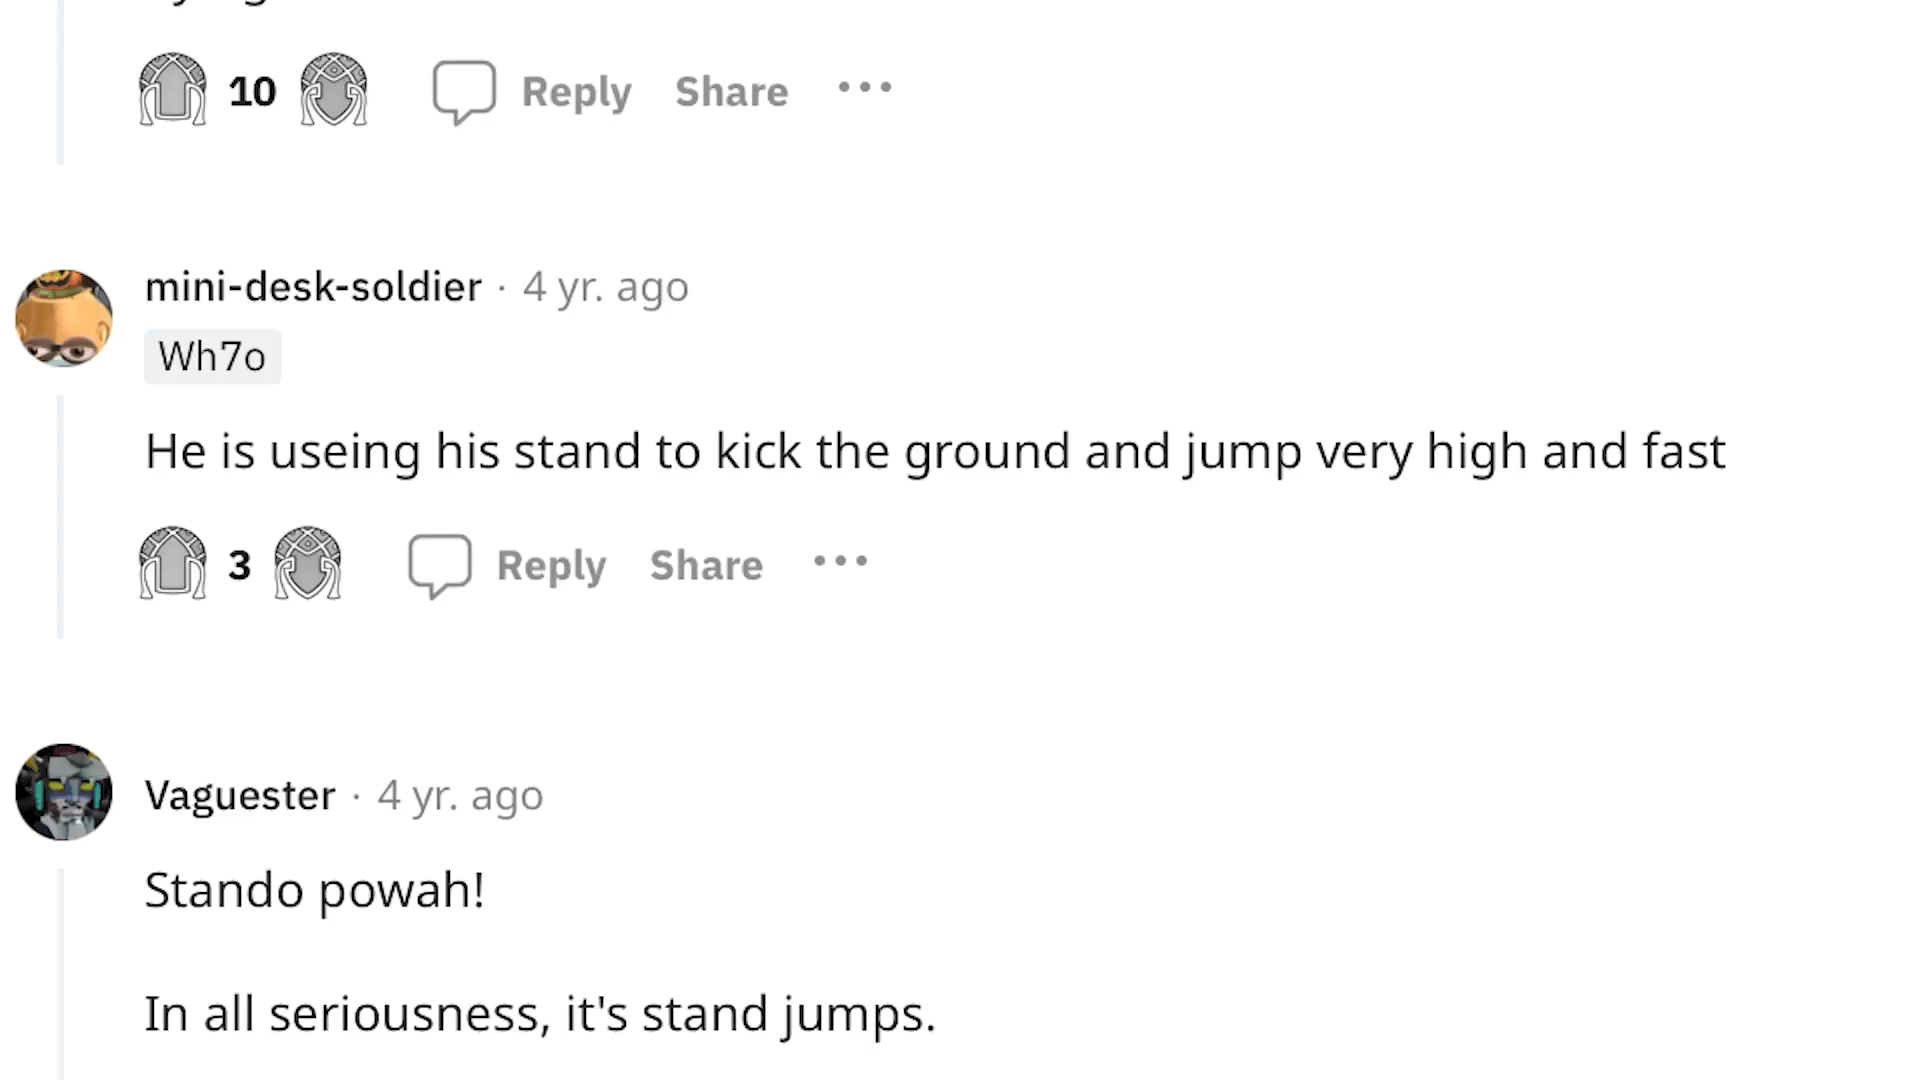 10 Reply Share ...
mini-desk-soldier · 4 yr. ago
Wh7o
He is useing his stand to kick the ground and jump very high and fast
3 Reply Share ...
Vaguester · 4 yr. ago
Stando powah!
In all seriousness, it's stand jumps.